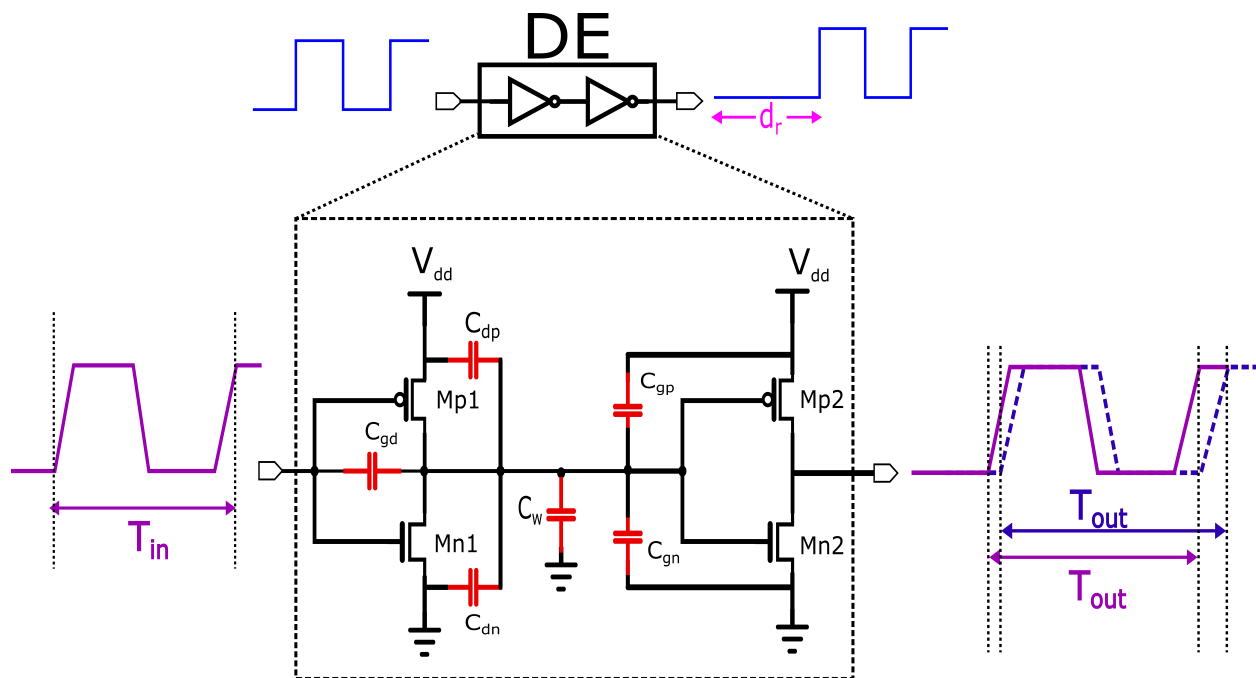 DE
dr
Vdd
Vdd
Cdp
Cgp
Mp1
Mp2
Cgd
CW
Tin
Mn1
Mn2
Cgn
Cdn
Tout
Tout